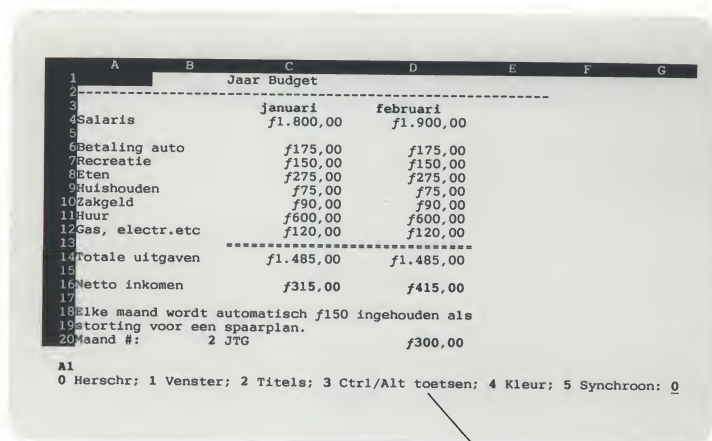 A B C D E F G
1 Jaar Budget
2 --------------------------------------------------------
3 januari februari
4 Salaris ƒ1.800,00 ƒ1.900,00
5
6 Betaling auto ƒ175,00 ƒ175,00
7 Recreatie ƒ150,00 ƒ150,00
8 Eten ƒ275,00 ƒ275,00
9 Huishouden ƒ75,00 ƒ75,00
10 Zakgeld ƒ90,00 ƒ90,00
11 Huur ƒ600,00 ƒ600,00
12 Gas, electr.etc ƒ120,00 ƒ120,00
13 =============================
14 Totale uitgaven ƒ1.485,00 ƒ1.485,00
15
16 Netto inkomen ƒ315,00 ƒ415,00
17
18 Elke maand wordt automatisch ƒ150 ingehouden als
19 storting voor een spaarplan.
20 Maand #: 2 JTG ƒ300,00
A1
0 Herschr; 1 Venster; 2 Titels; 3 Ctrl/Alt toetsen; 4 Kleur; 5 Synchroon: 0